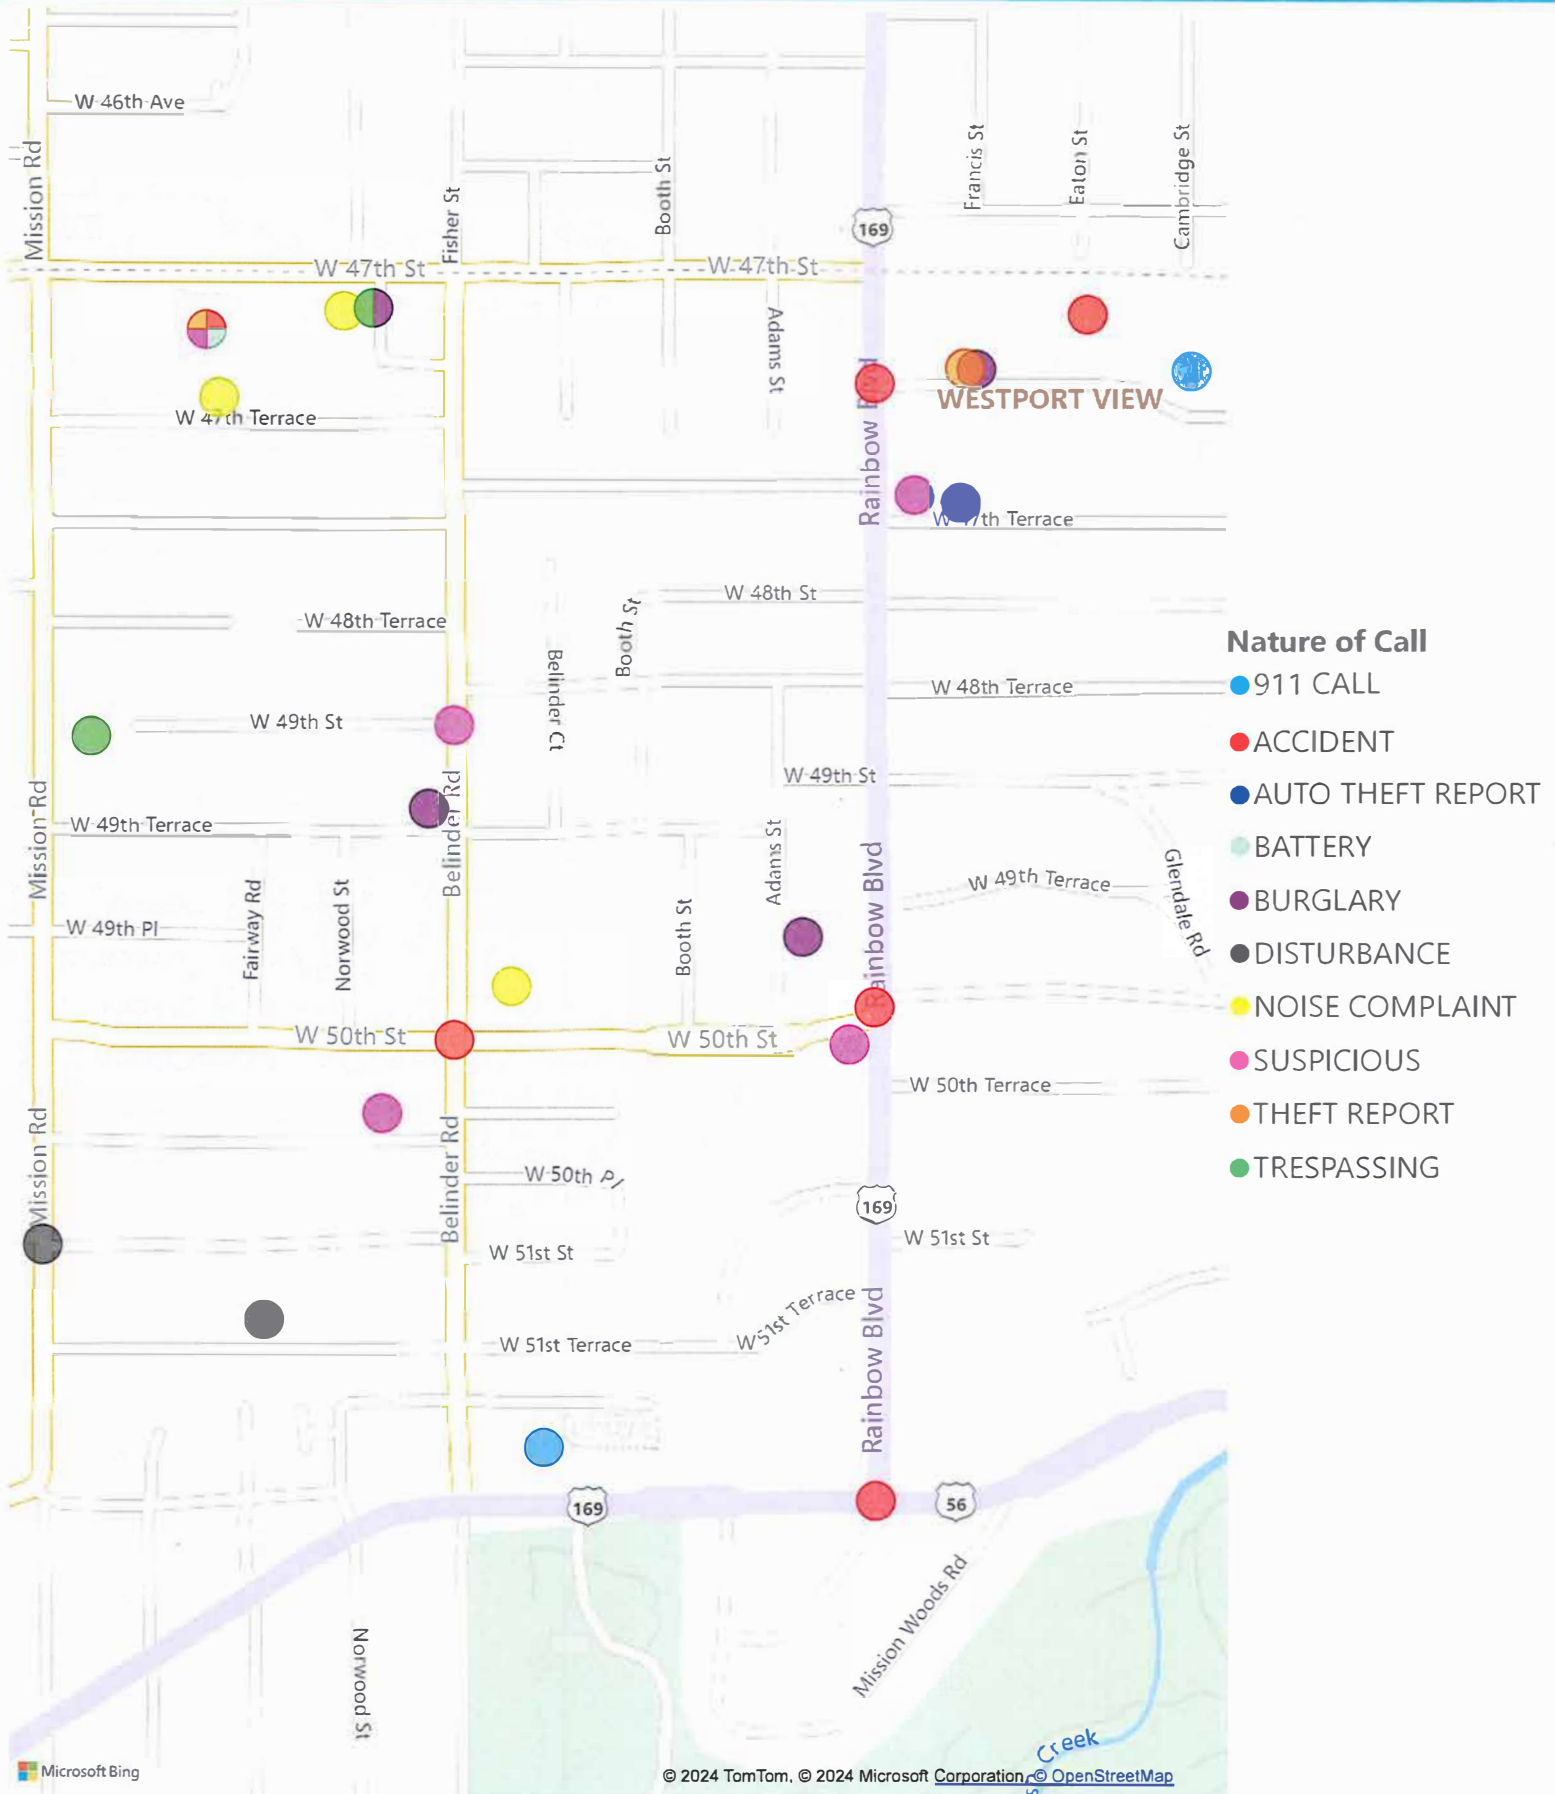 W 46th Ave
Mission Rd
Fisher St
Booth St
Francis St
Eaton St
Cambridge St
169
W 47th St
W 47th St
Adams St
Rainbow
WESTPORT VIEW
W 47th Terrace
W 47th Terrace
W 48th St
Booth St
W 48th Terrace
Belinder Ct
W 48th Terrace
W 49th St
W 49th St
Mission Rd
Belinder Rd
W 49th Terrace
Adams St
Rainbow Blvd
W 49th Terrace
Glendale Rd
W 49th Pl
Fairway Rd
Norwood St
Booth St
W 50th St
W 50th St
W 50th Terrace
Mission Rd
Belinder Rd
W 50th Pl
169
W 51st St
W 51st St
W 51st Terrace
W 51st Terrace
Rainbow Blvd
169
56
Mission Woods Rd
Norwood St
Creek
Nature of Call
911 CALL
ACCIDENT
AUTO THEFT REPORT
BATTERY
BURGLARY
DISTURBANCE
NOISE COMPLAINT
SUSPICIOUS
THEFT REPORT
TRESPASSING
Microsoft Bing
© 2024 TomTom, © 2024 Microsoft Corporation, © OpenStreetMap